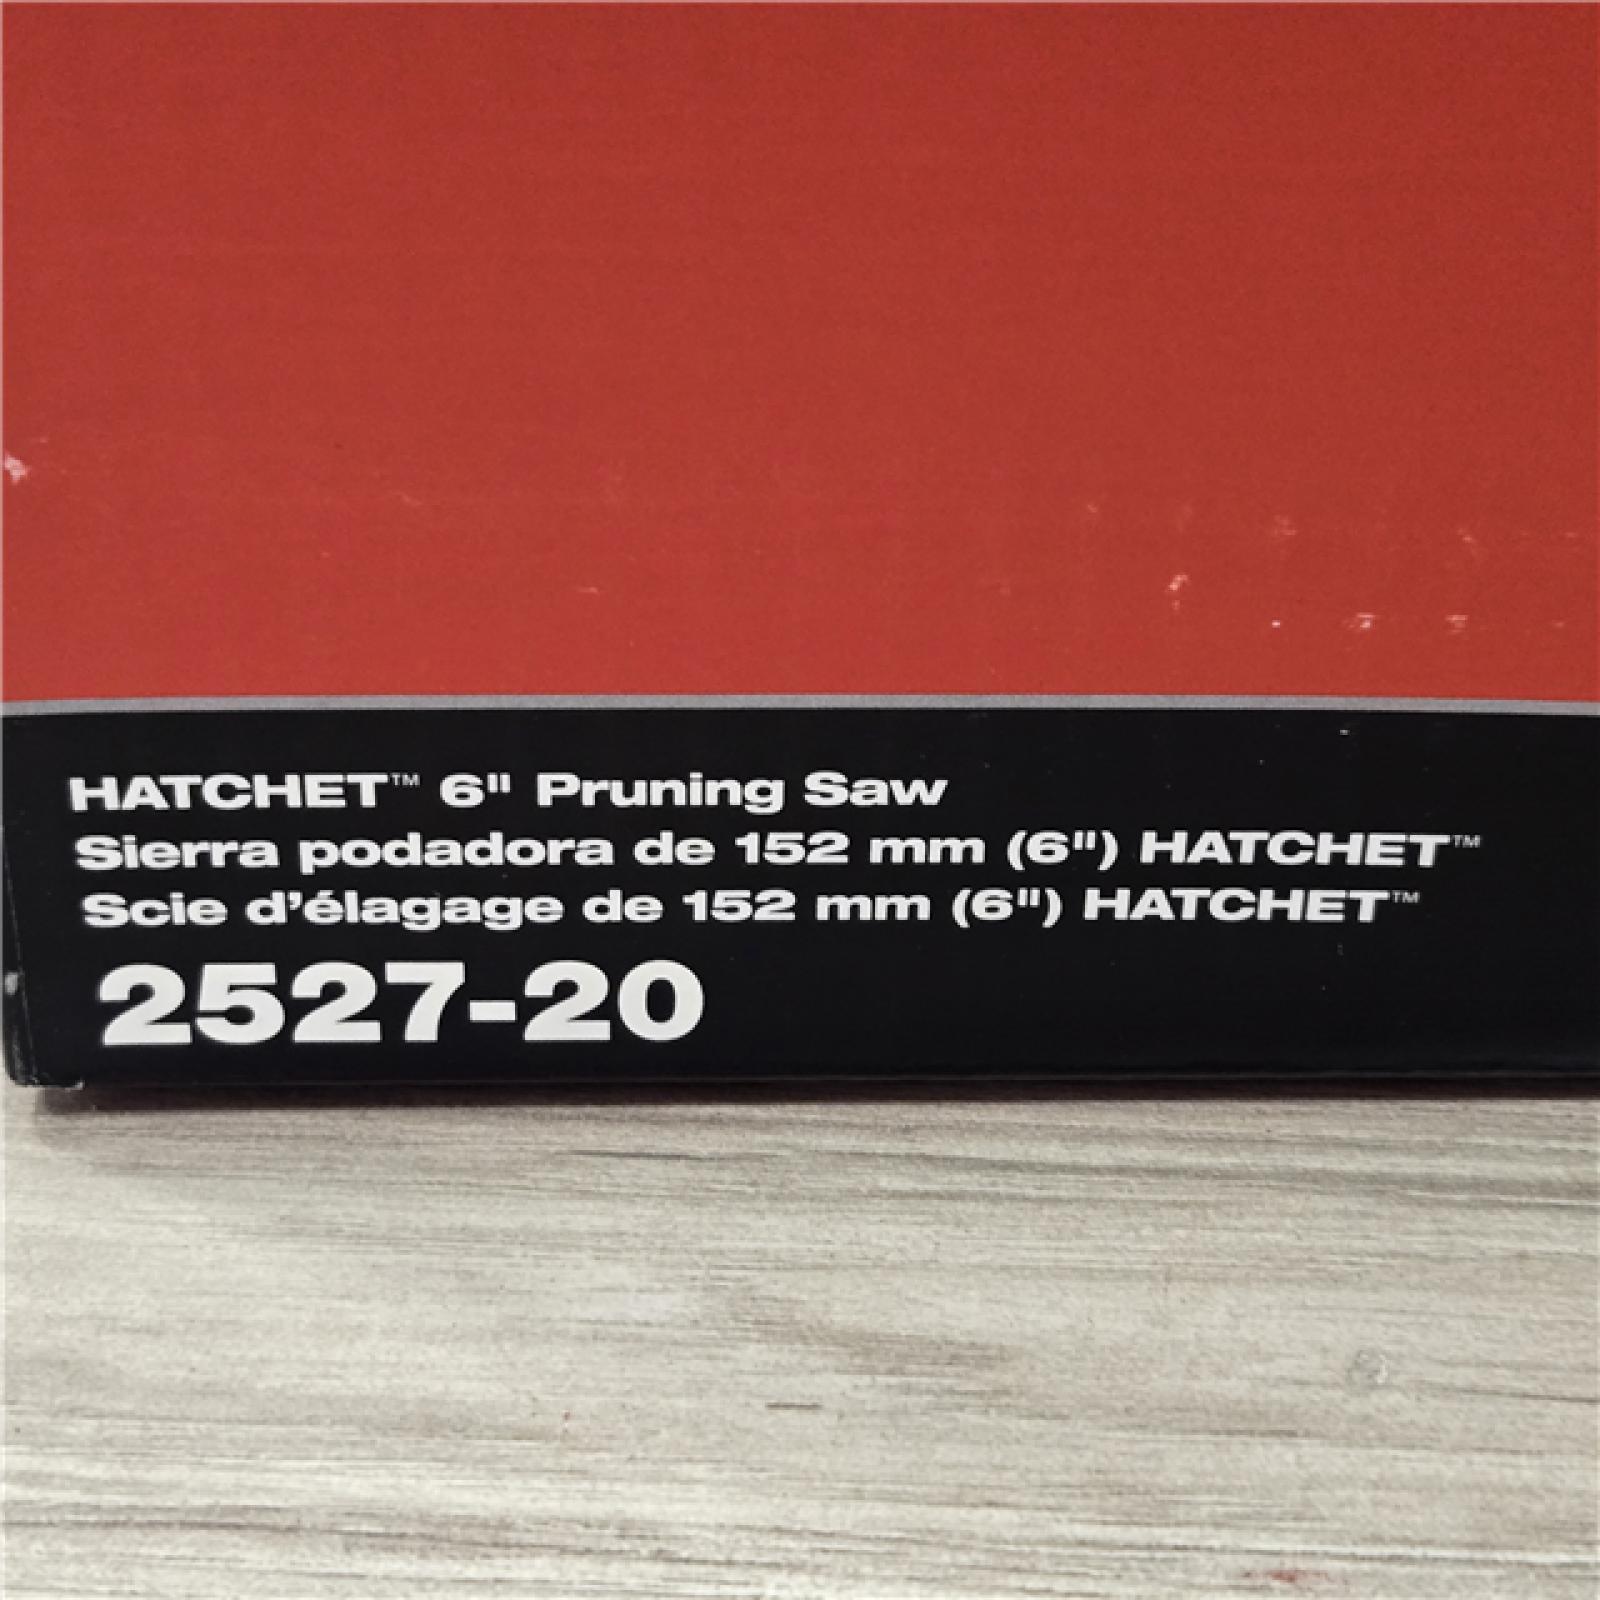 HATCHET™ 6" Pruning Saw
Sierra podadora de 152 mm (6") HATCHET™
Scie d'élagage de 152 mm (6") HATCHET™
2527-20